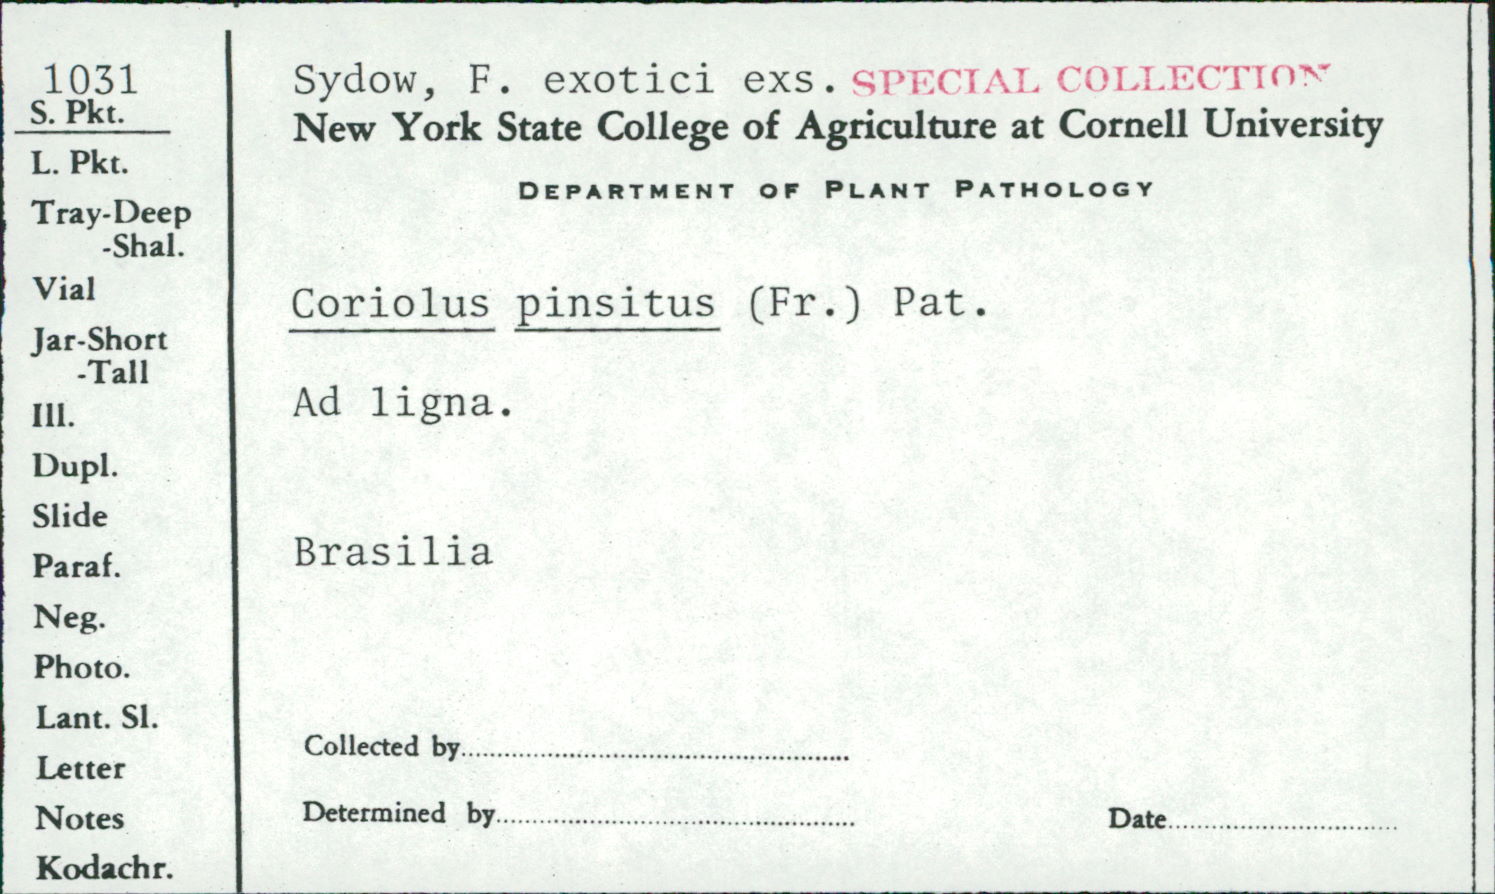 1031
S. Pkt.
L. Pkt.
Tray-Deep
-Shal.
Vial
Jar-Short
-Tall
Ill.
Dupl.
Slide
Paraf.
Neg.
Photo.
Lant. Sl.
Letter
Notes
Kodachr.
Sydow, F. exotici exs. SPECIAL COLLECTION
New York State College of Agriculture at Cornell University
DEPARTMENT OF PLANT PATHOLOGY
Coriolus pinsitus (Fr.) Pat.
Ad ligna.
Brasilia
Collected by
Determined by
Date